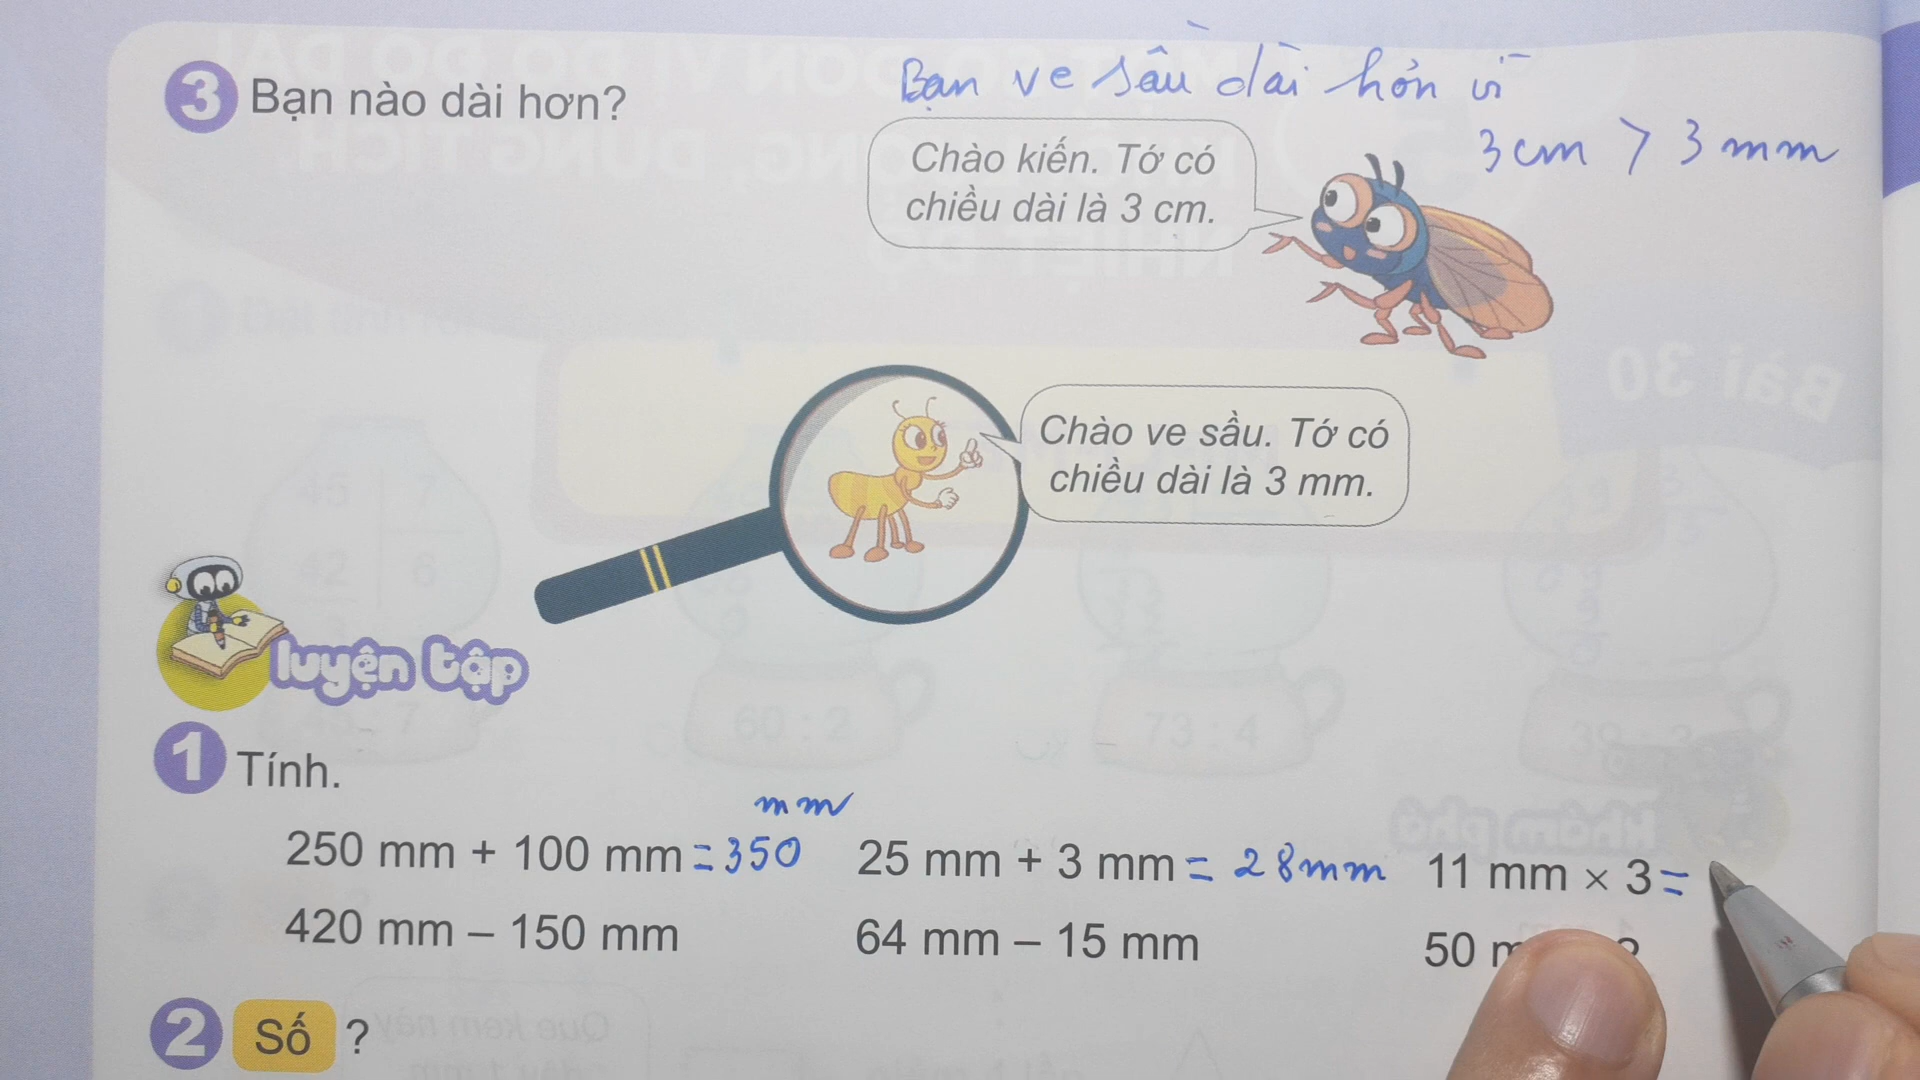 3 Bạn nào dài hơn?
Bạn ve sầu dài hơn vì
3cm > 3mm
Chào kiến. Tớ có
chiều dài là 3 cm.
Chào ve sầu. Tớ có
chiều dài là 3 mm.
luyện tập
1 Tính.
mm
250 mm + 100 mm = 350 25 mm + 3 mm = 28mm 11 mm × 3 =
420 mm – 150 mm 64 mm – 15 mm 50
2 Số ?